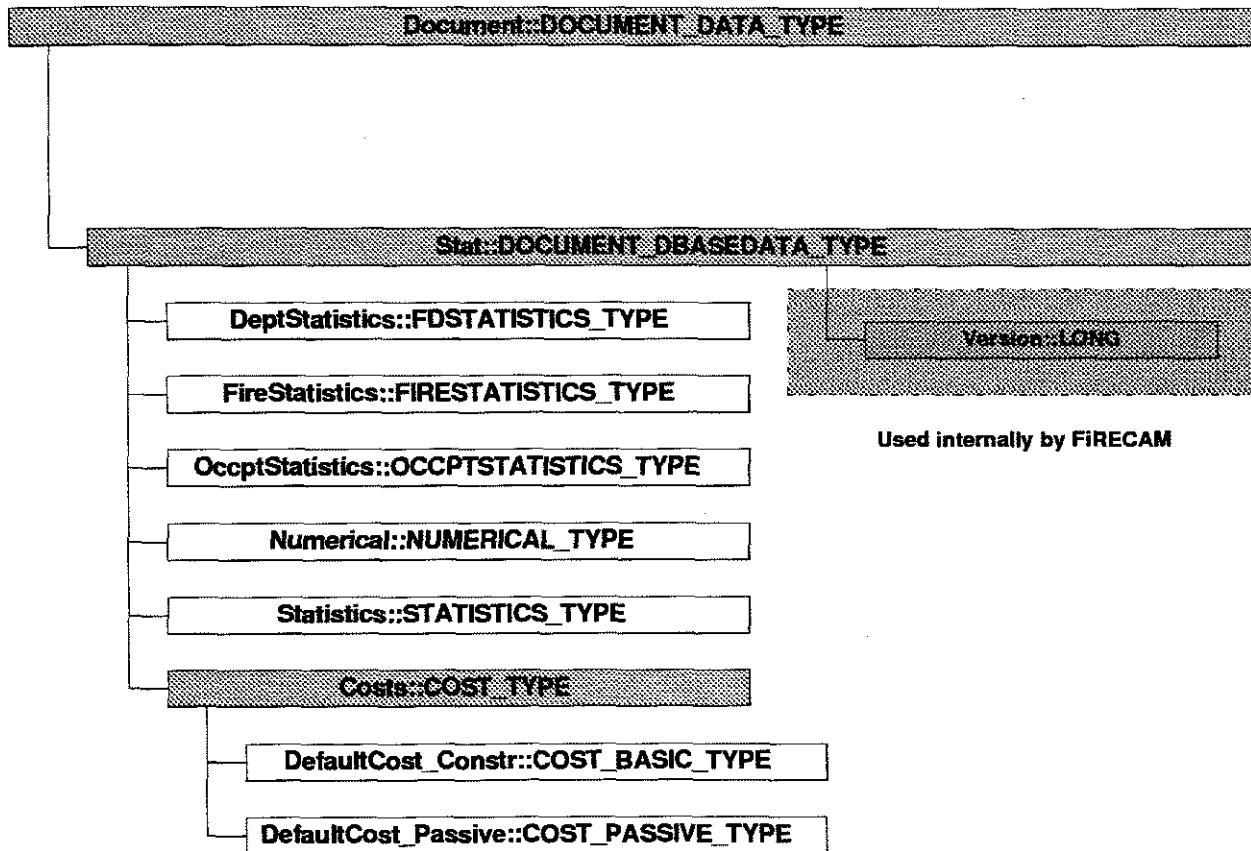 Document::DOCUMENT_DATA_TYPE
Stat::DOCUMENT_DBASEDATA_TYPE
DeptStatistics::FDSTATISTICS_TYPE
Version::LONG
FireStatistics::FIRESTATISTICS_TYPE
Used internally by FiRECAM
OccptStatistics::OCCPTSTATISTICS_TYPE
Numerical::NUMERICAL_TYPE
Statistics::STATISTICS_TYPE
Costs::COST_TYPE
DefaultCost_Constr::COST_BASIC_TYPE
DefaultCost_Passive::COST_PASSIVE_TYPE